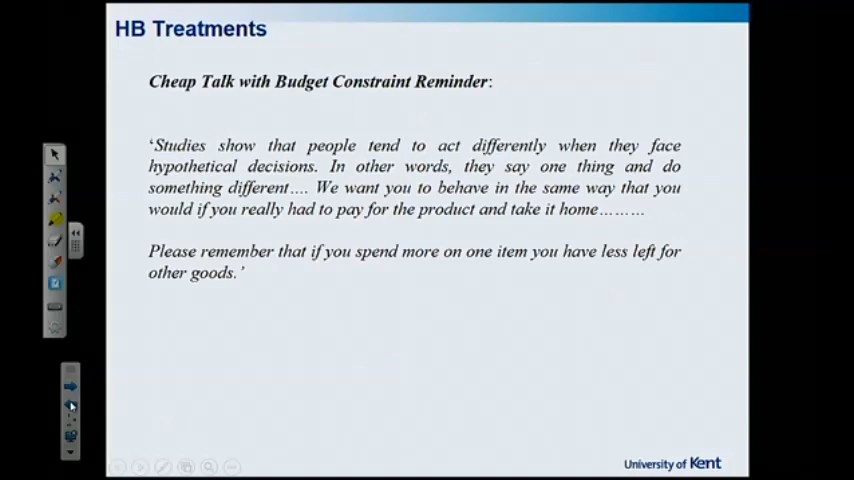 HB Treatments
Cheap Talk with Budget Constraint Reminder:
‘Studies show that people tend to act differently when they face
hypothetical decisions. In other words, they say one thing and do
something different…. We want you to behave in the same way that you
would if you really had to pay for the product and take it home………
Please remember that if you spend more on one item you have less left for
other goods.’
University of Kent